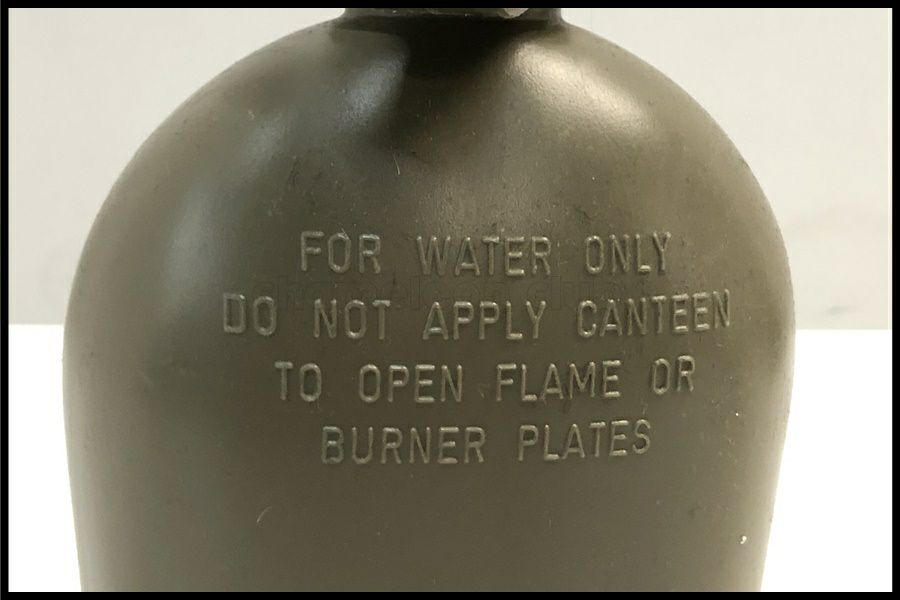 FOR WATER ONLY
DO NOT APPLY CANTEEN
TO OPEN FLAME OR
BURNER PLATES